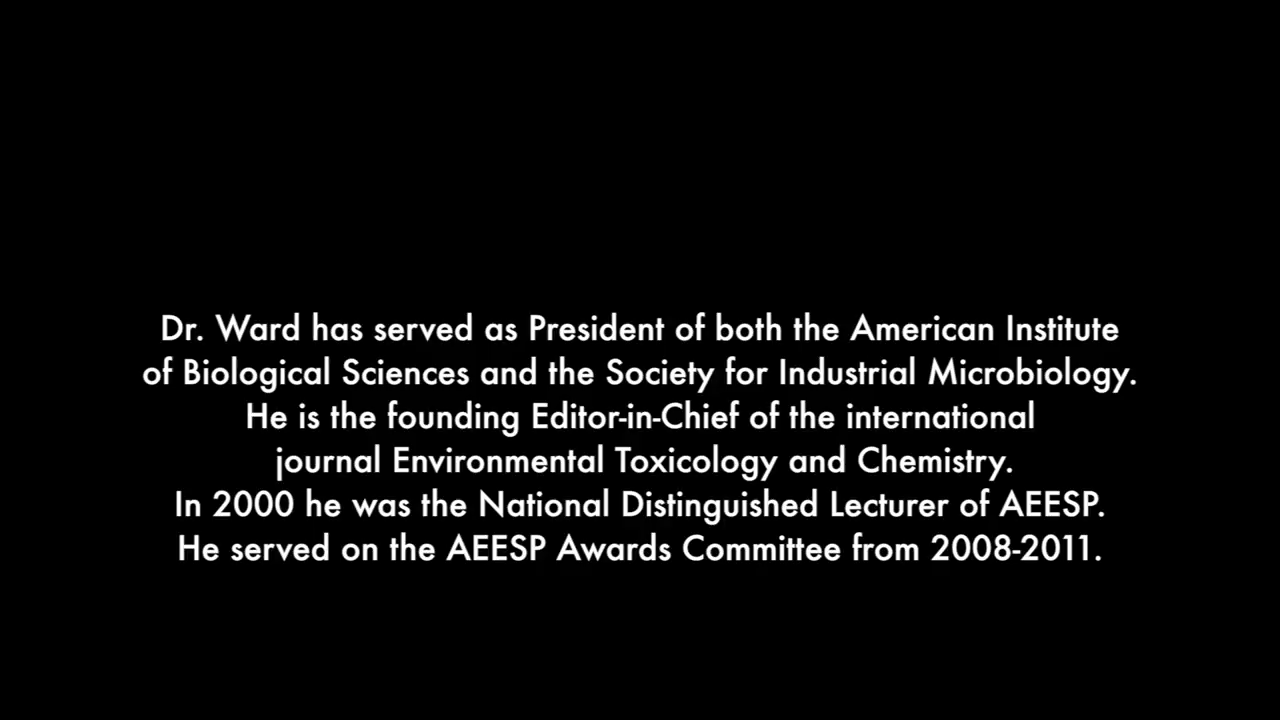 Dr. Ward has served as President of both the American Institute
of Biological Sciences and the Society for Industrial Microbiology.
He is the founding Editor-in-Chief of the international
journal Environmental Toxicology and Chemistry.
In 2000 he was the National Distinguished Lecturer of AEESP.
He served on the AEESP Awards Committee from 2008-2011.